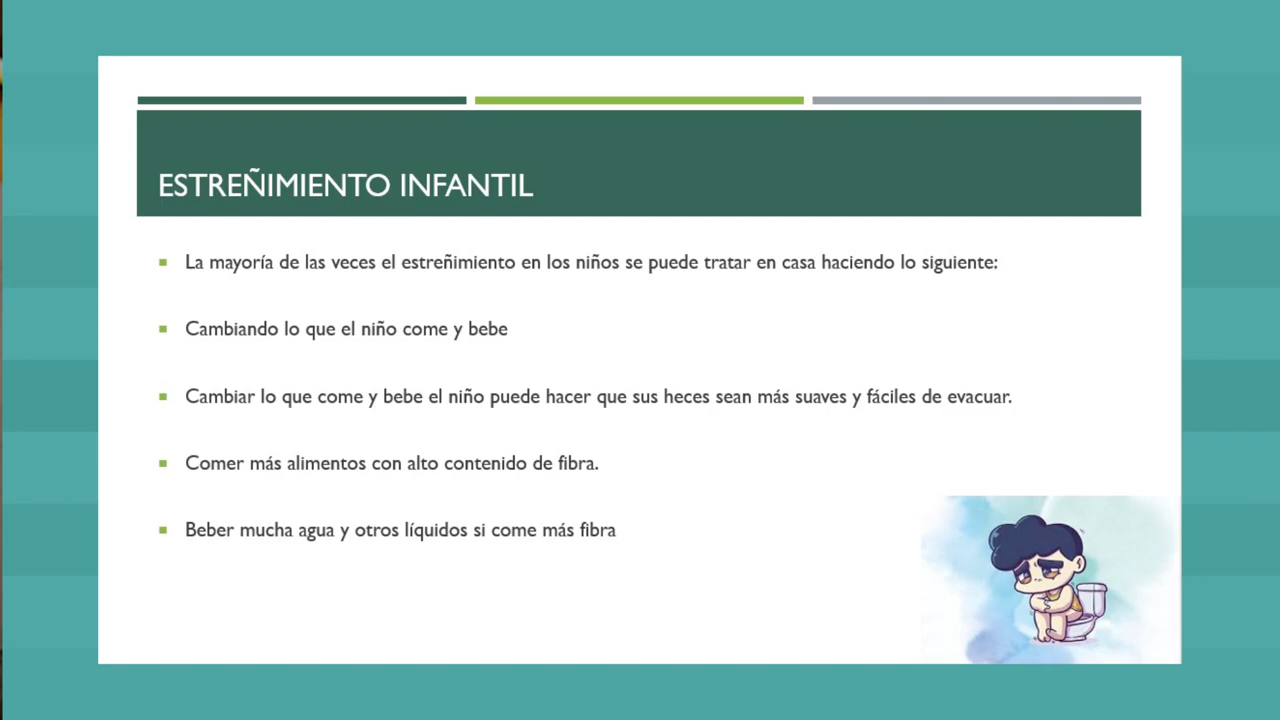 ESTREÑIMIENTO INFANTIL
La mayoría de las veces el estreñimiento en los niños se puede tratar en casa haciendo lo siguiente:
Cambiando lo que el niño come y bebe
Cambiar lo que come y bebe el niño puede hacer que sus heces sean más suaves y fáciles de evacuar.
Comer más alimentos con alto contenido de fibra.
Beber mucha agua y otros líquidos si come más fibra